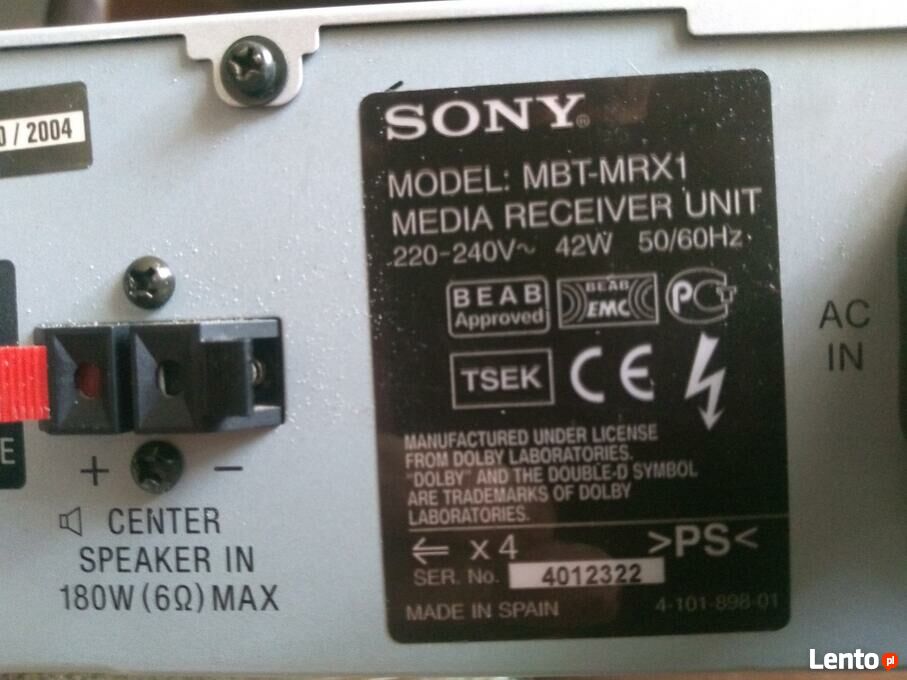 0 / 2004
SONY®
MODEL: MBT-MRX1
MEDIA RECEIVER UNIT
220-240V~ 42W 50/60Hz
BEAB
Approved
BEAB
EMC
TSEK
CE
MANUFACTURED UNDER LICENSE
FROM DOLBY LABORATORIES.
"DOLBY" AND THE DOUBLE-D SYMBOL
ARE TRADEMARKS OF DOLBY
LABORATORIES.
x 4 >PS<
SER. No. 4012322
MADE IN SPAIN 4-101-898-01
AC
IN
E
+ −
CENTER
SPEAKER IN
180W (6Ω) MAX
Lento.pl